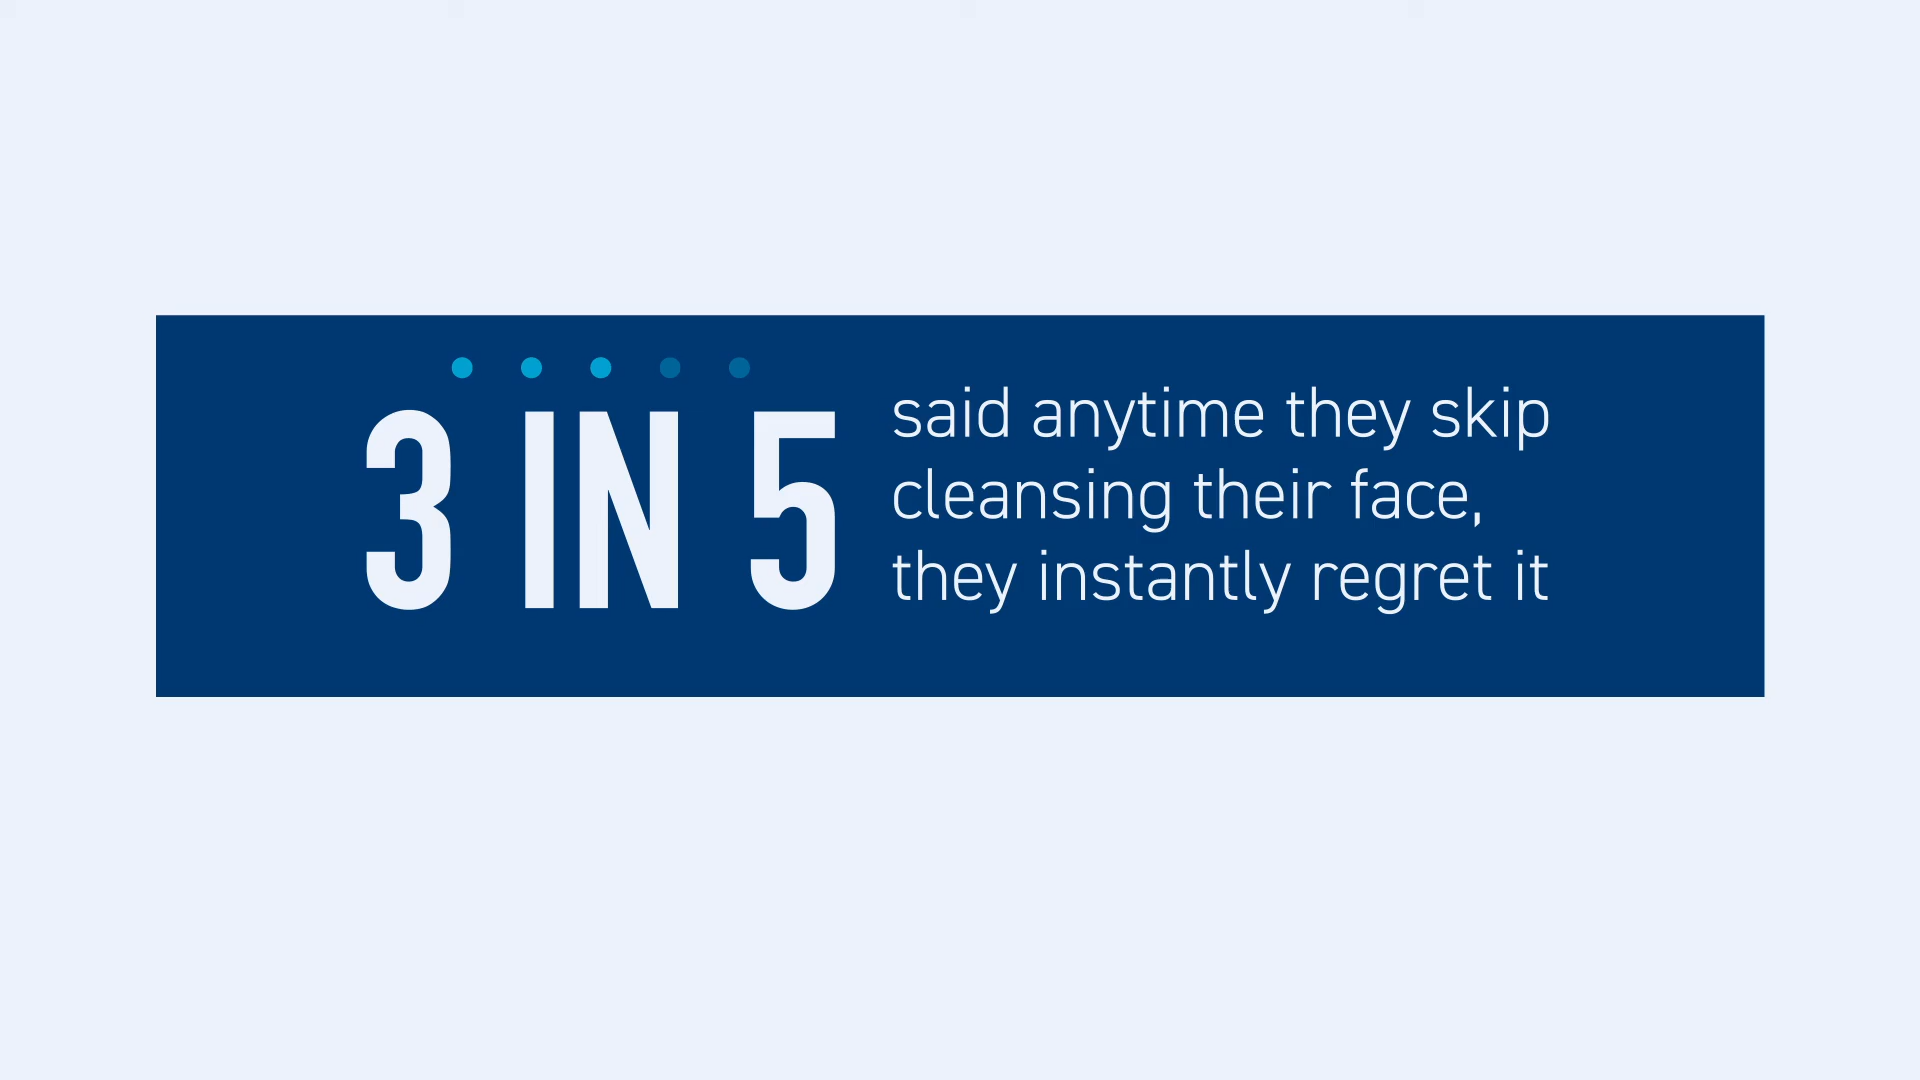 3 IN 5
said anytime they skip
cleansing their face,
they instantly regret it